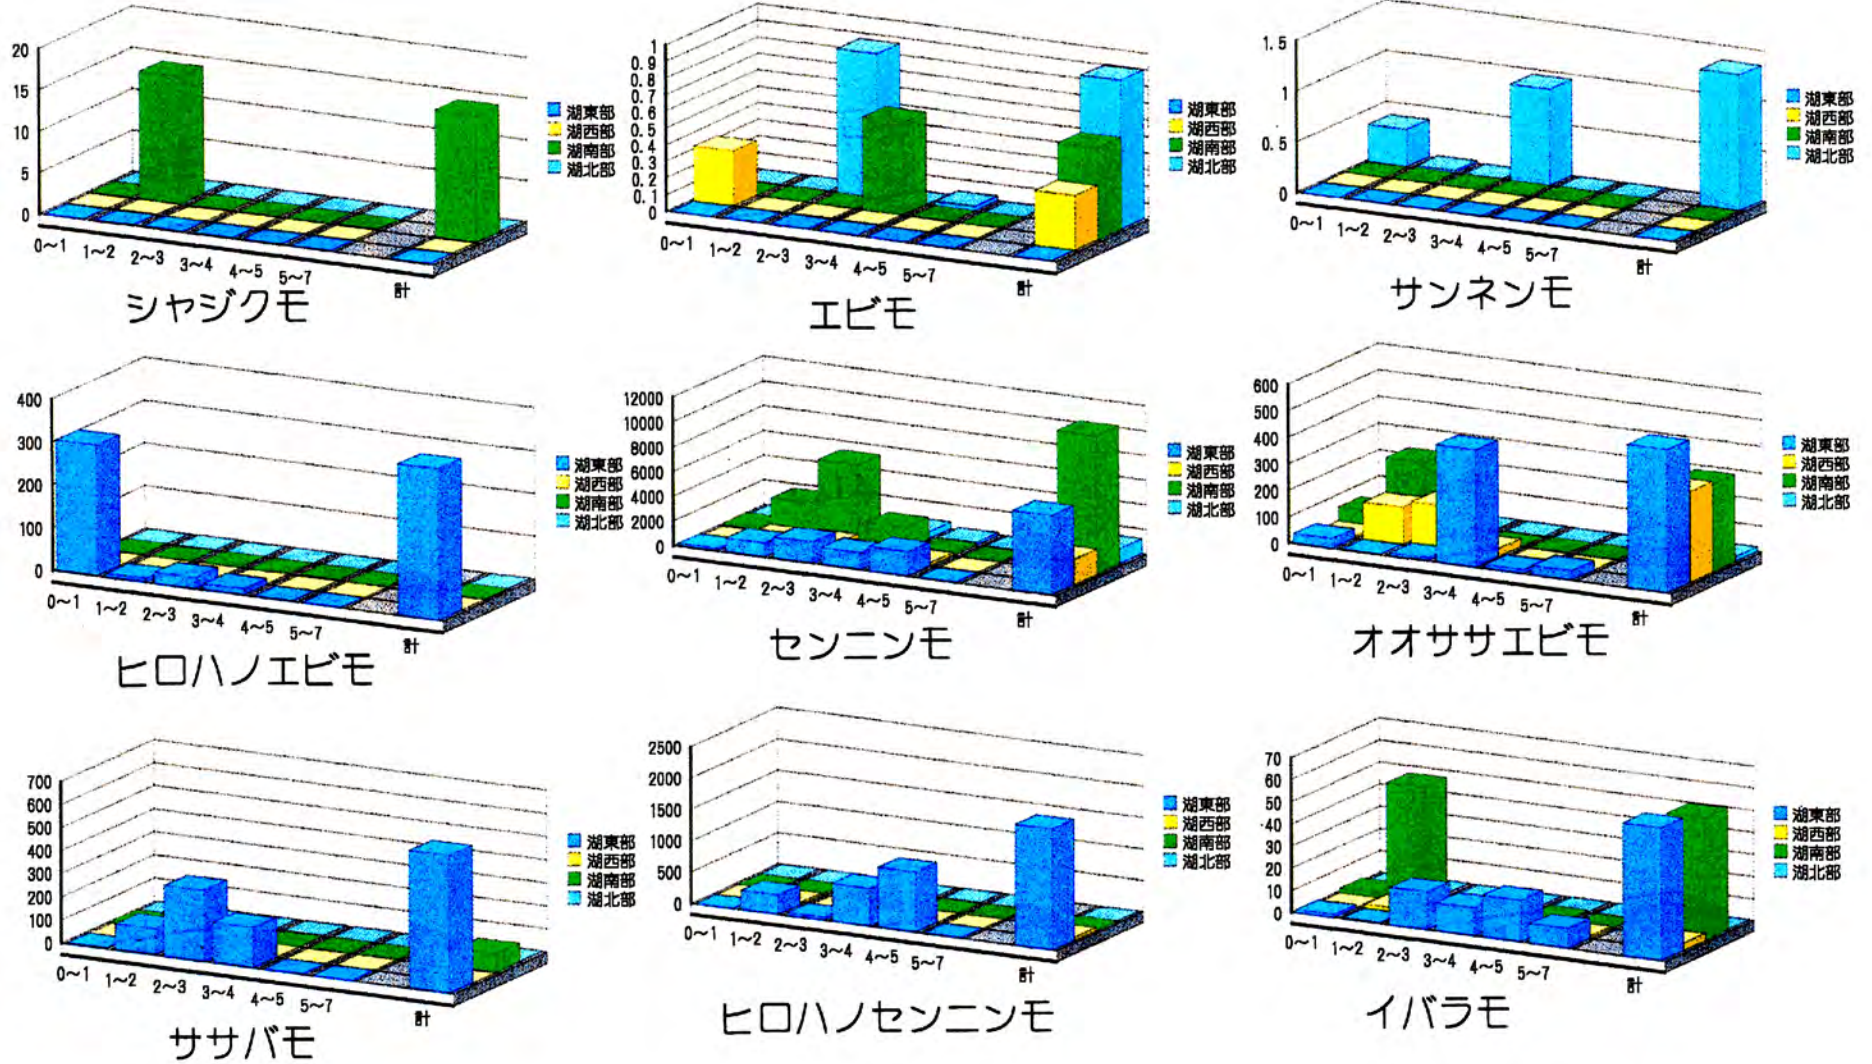 20
15
10
5
0
0~1 1~2 2~3 3~4 4~5 5~7 計
湖東部
湖西部
湖南部
湖北部
シャジクモ
1
0.9
0.8
0.7
0.6
0.5
0.4
0.3
0.2
0.1
0
0~1 1~2 2~3 3~4 4~5 5~7 計
湖東部
湖西部
湖南部
湖北部
エビモ
1.5
1
0.5
0
0~1 1~2 2~3 3~4 4~5 5~7 計
湖東部
湖西部
湖南部
湖北部
サンネンモ
400
300
200
100
0
0~1 1~2 2~3 3~4 4~5 5~7 計
湖東部
湖西部
湖南部
湖北部
ヒロハノエビモ
12000
10000
8000
6000
4000
2000
0
0~1 1~2 2~3 3~4 4~5 5~7 計
湖東部
湖西部
湖南部
湖北部
センニンモ
600
500
400
300
200
100
0
0~1 1~2 2~3 3~4 4~5 5~7 計
湖東部
湖西部
湖南部
湖北部
オオササエビモ
700
600
500
400
300
200
100
0
0~1 1~2 2~3 3~4 4~5 5~7 計
湖東部
湖西部
湖南部
湖北部
ササバモ
2500
2000
1500
1000
500
0
0~1 1~2 2~3 3~4 4~5 5~7 計
湖東部
湖西部
湖南部
湖北部
ヒロハノセンニンモ
70
60
50
40
30
20
10
0
0~1 1~2 2~3 3~4 4~5 5~7 計
湖東部
湖西部
湖南部
湖北部
イバラモ